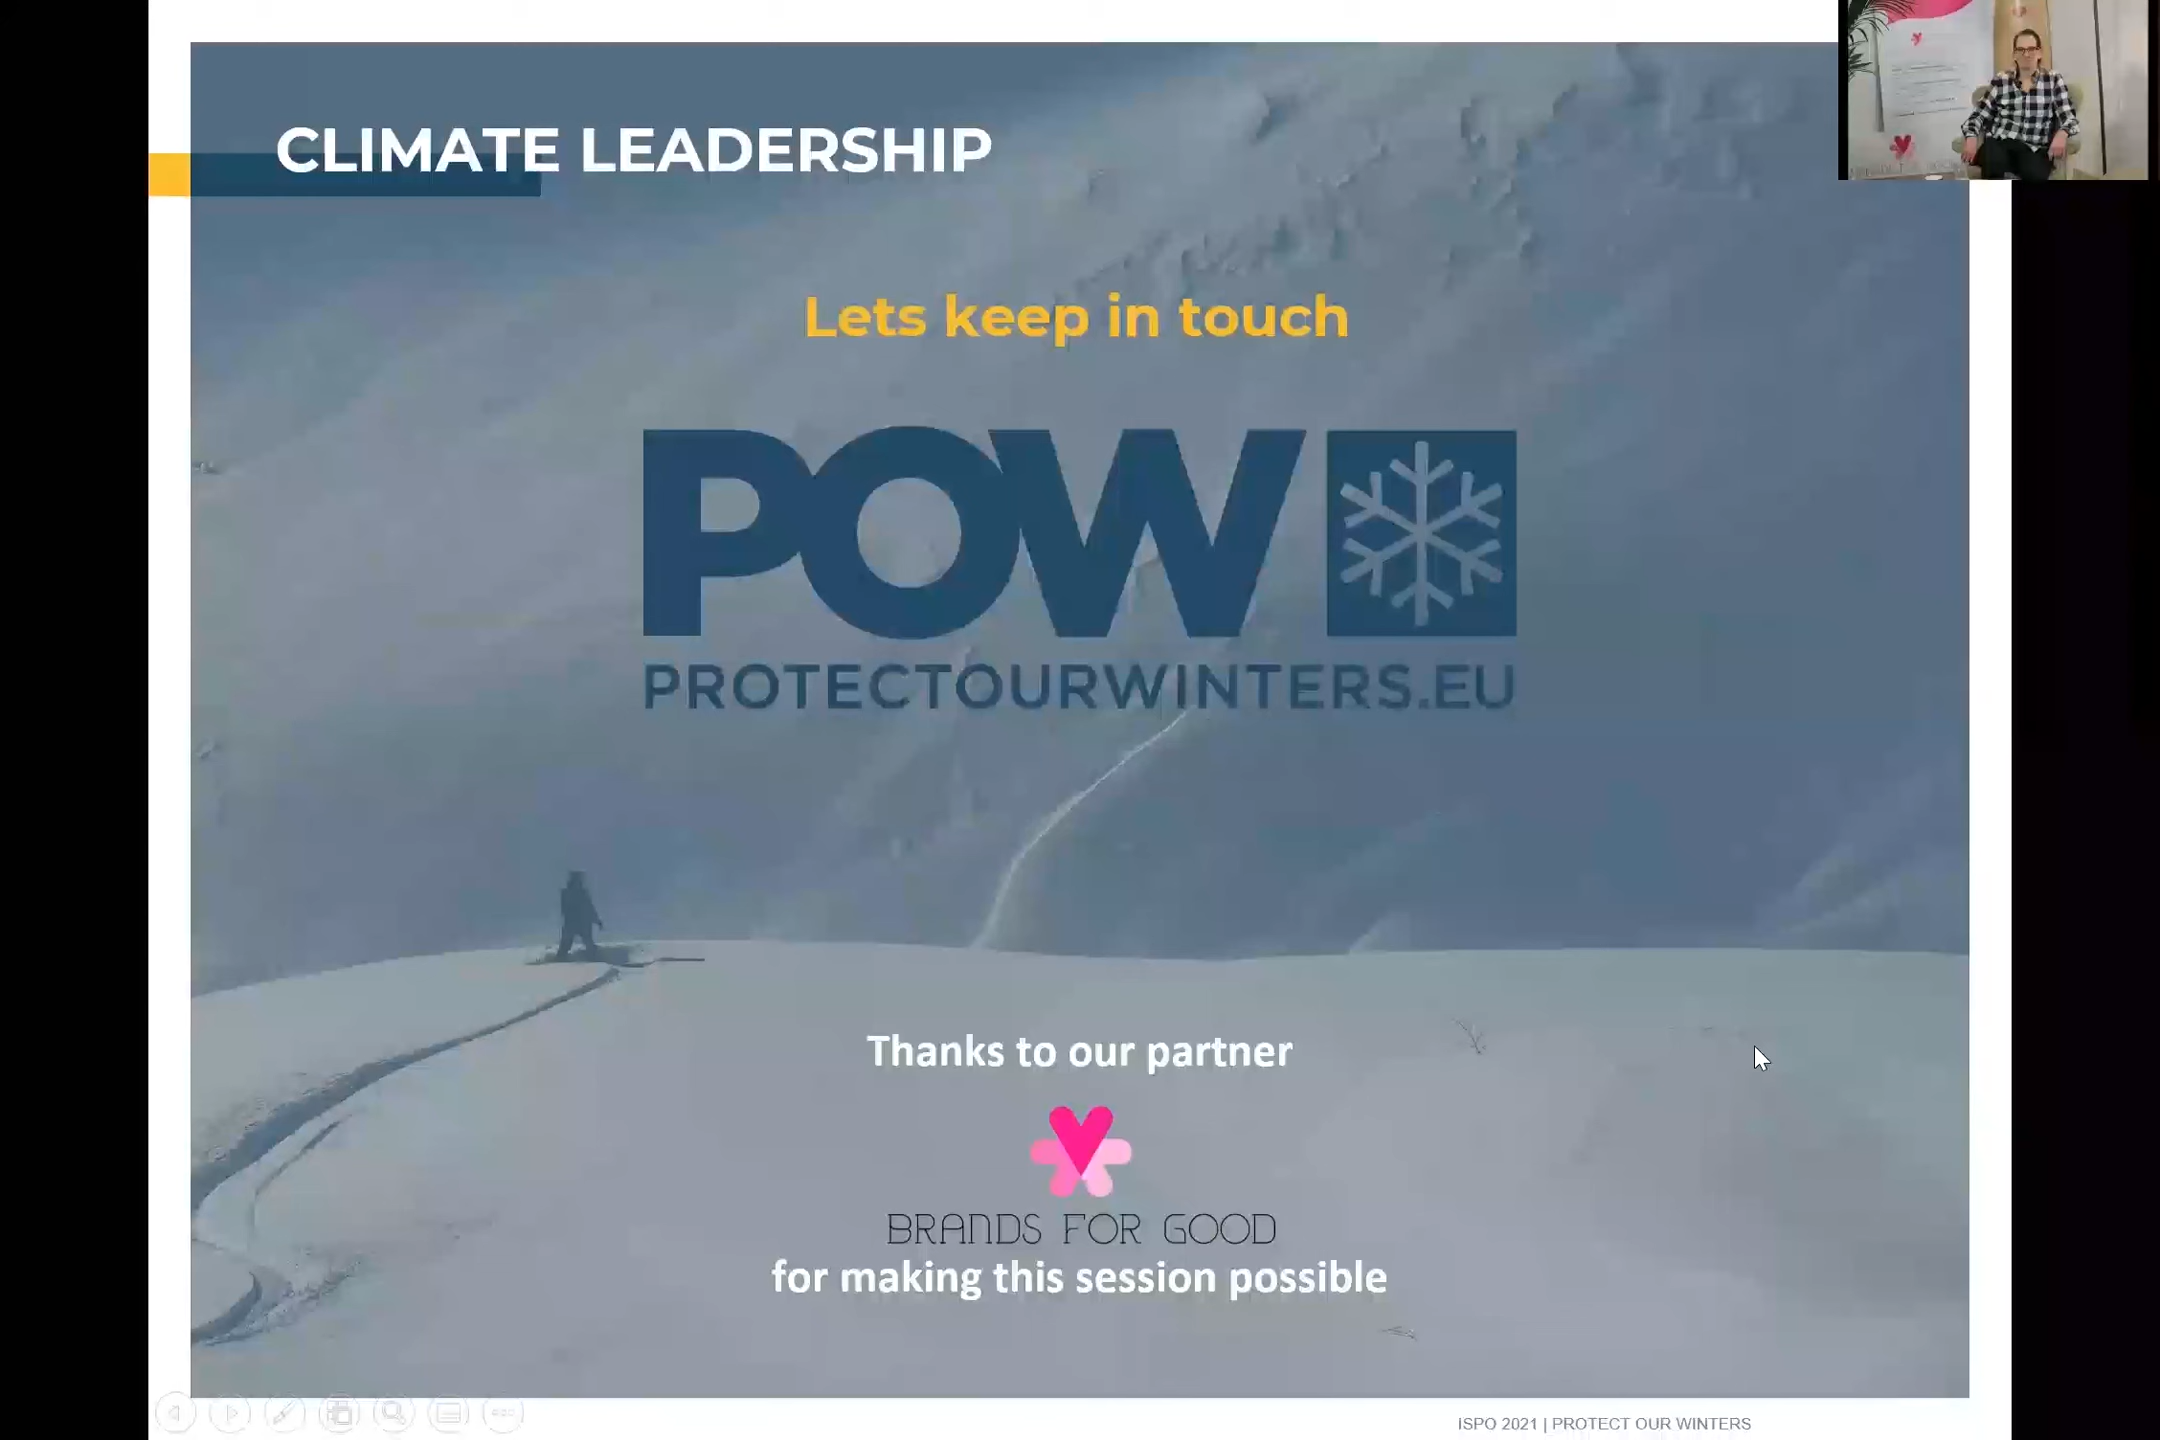 CLIMATE LEADERSHIP
Lets keep in touch
POW
PROTECTOURWINTERS.EU
Thanks to our partner
BRANDS FOR GOOD
for making this session possible
ISPO 2021 | PROTECT OUR WINTERS